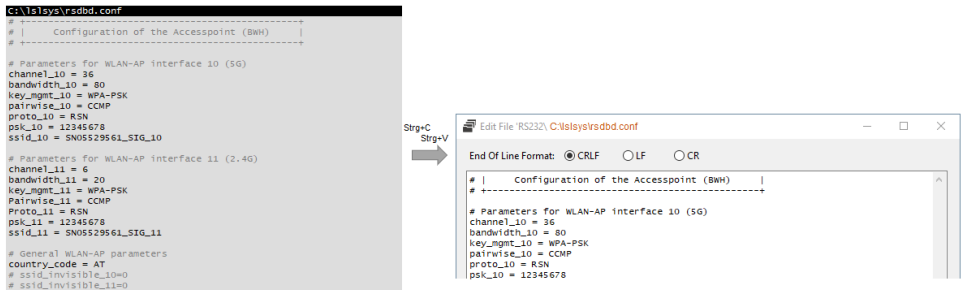 C:\lslsys\rsdbd.conf
# +-------------------------------------------+
# |     Configuration of the Accesspoint (BWH)     |
# +-------------------------------------------+
# Parameters for WLAN-AP interface 10 (5G)
channel_10 = 36
bandwidth_10 = 80
key_mgmt_10 = WPA-PSK
pairwise_10 = CCMP
proto_10 = RSN
psk_10 = 12345678
ssid_10 = SN05529561_SIG_10
# Parameters for WLAN-AP interface 11 (2.4G)
channel_11 = 6
bandwidth_11 = 20
key_mgmt_11 = WPA-PSK
Pairwise_11 = CCMP
Proto_11 = RSN
psk_11 = 12345678
ssid_11 = SN05529561_SIG_11
# General WLAN-AP parameters
country_code = AT
# ssid_invisible_10=0
# ssid_invisible_11=0
Strg+C
Strg+V
Edit File 'RS232\ C:\lslsys\rsdbd.conf
End Of Line Format: CRLF LF CR
# |     Configuration of the Accesspoint (BWH)     |
# +-------------------------------------------+
# Parameters for WLAN-AP interface 10 (5G)
channel_10 = 36
bandwidth_10 = 80
key_mgmt_10 = WPA-PSK
pairwise_10 = CCMP
proto_10 = RSN
psk_10 = 12345678